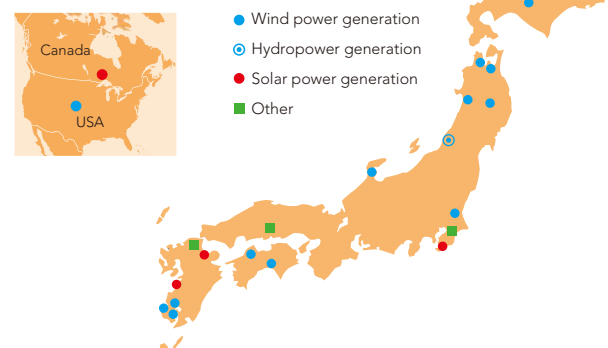 Canada
USA
Wind power generation
Hydropower generation
Solar power generation
Other